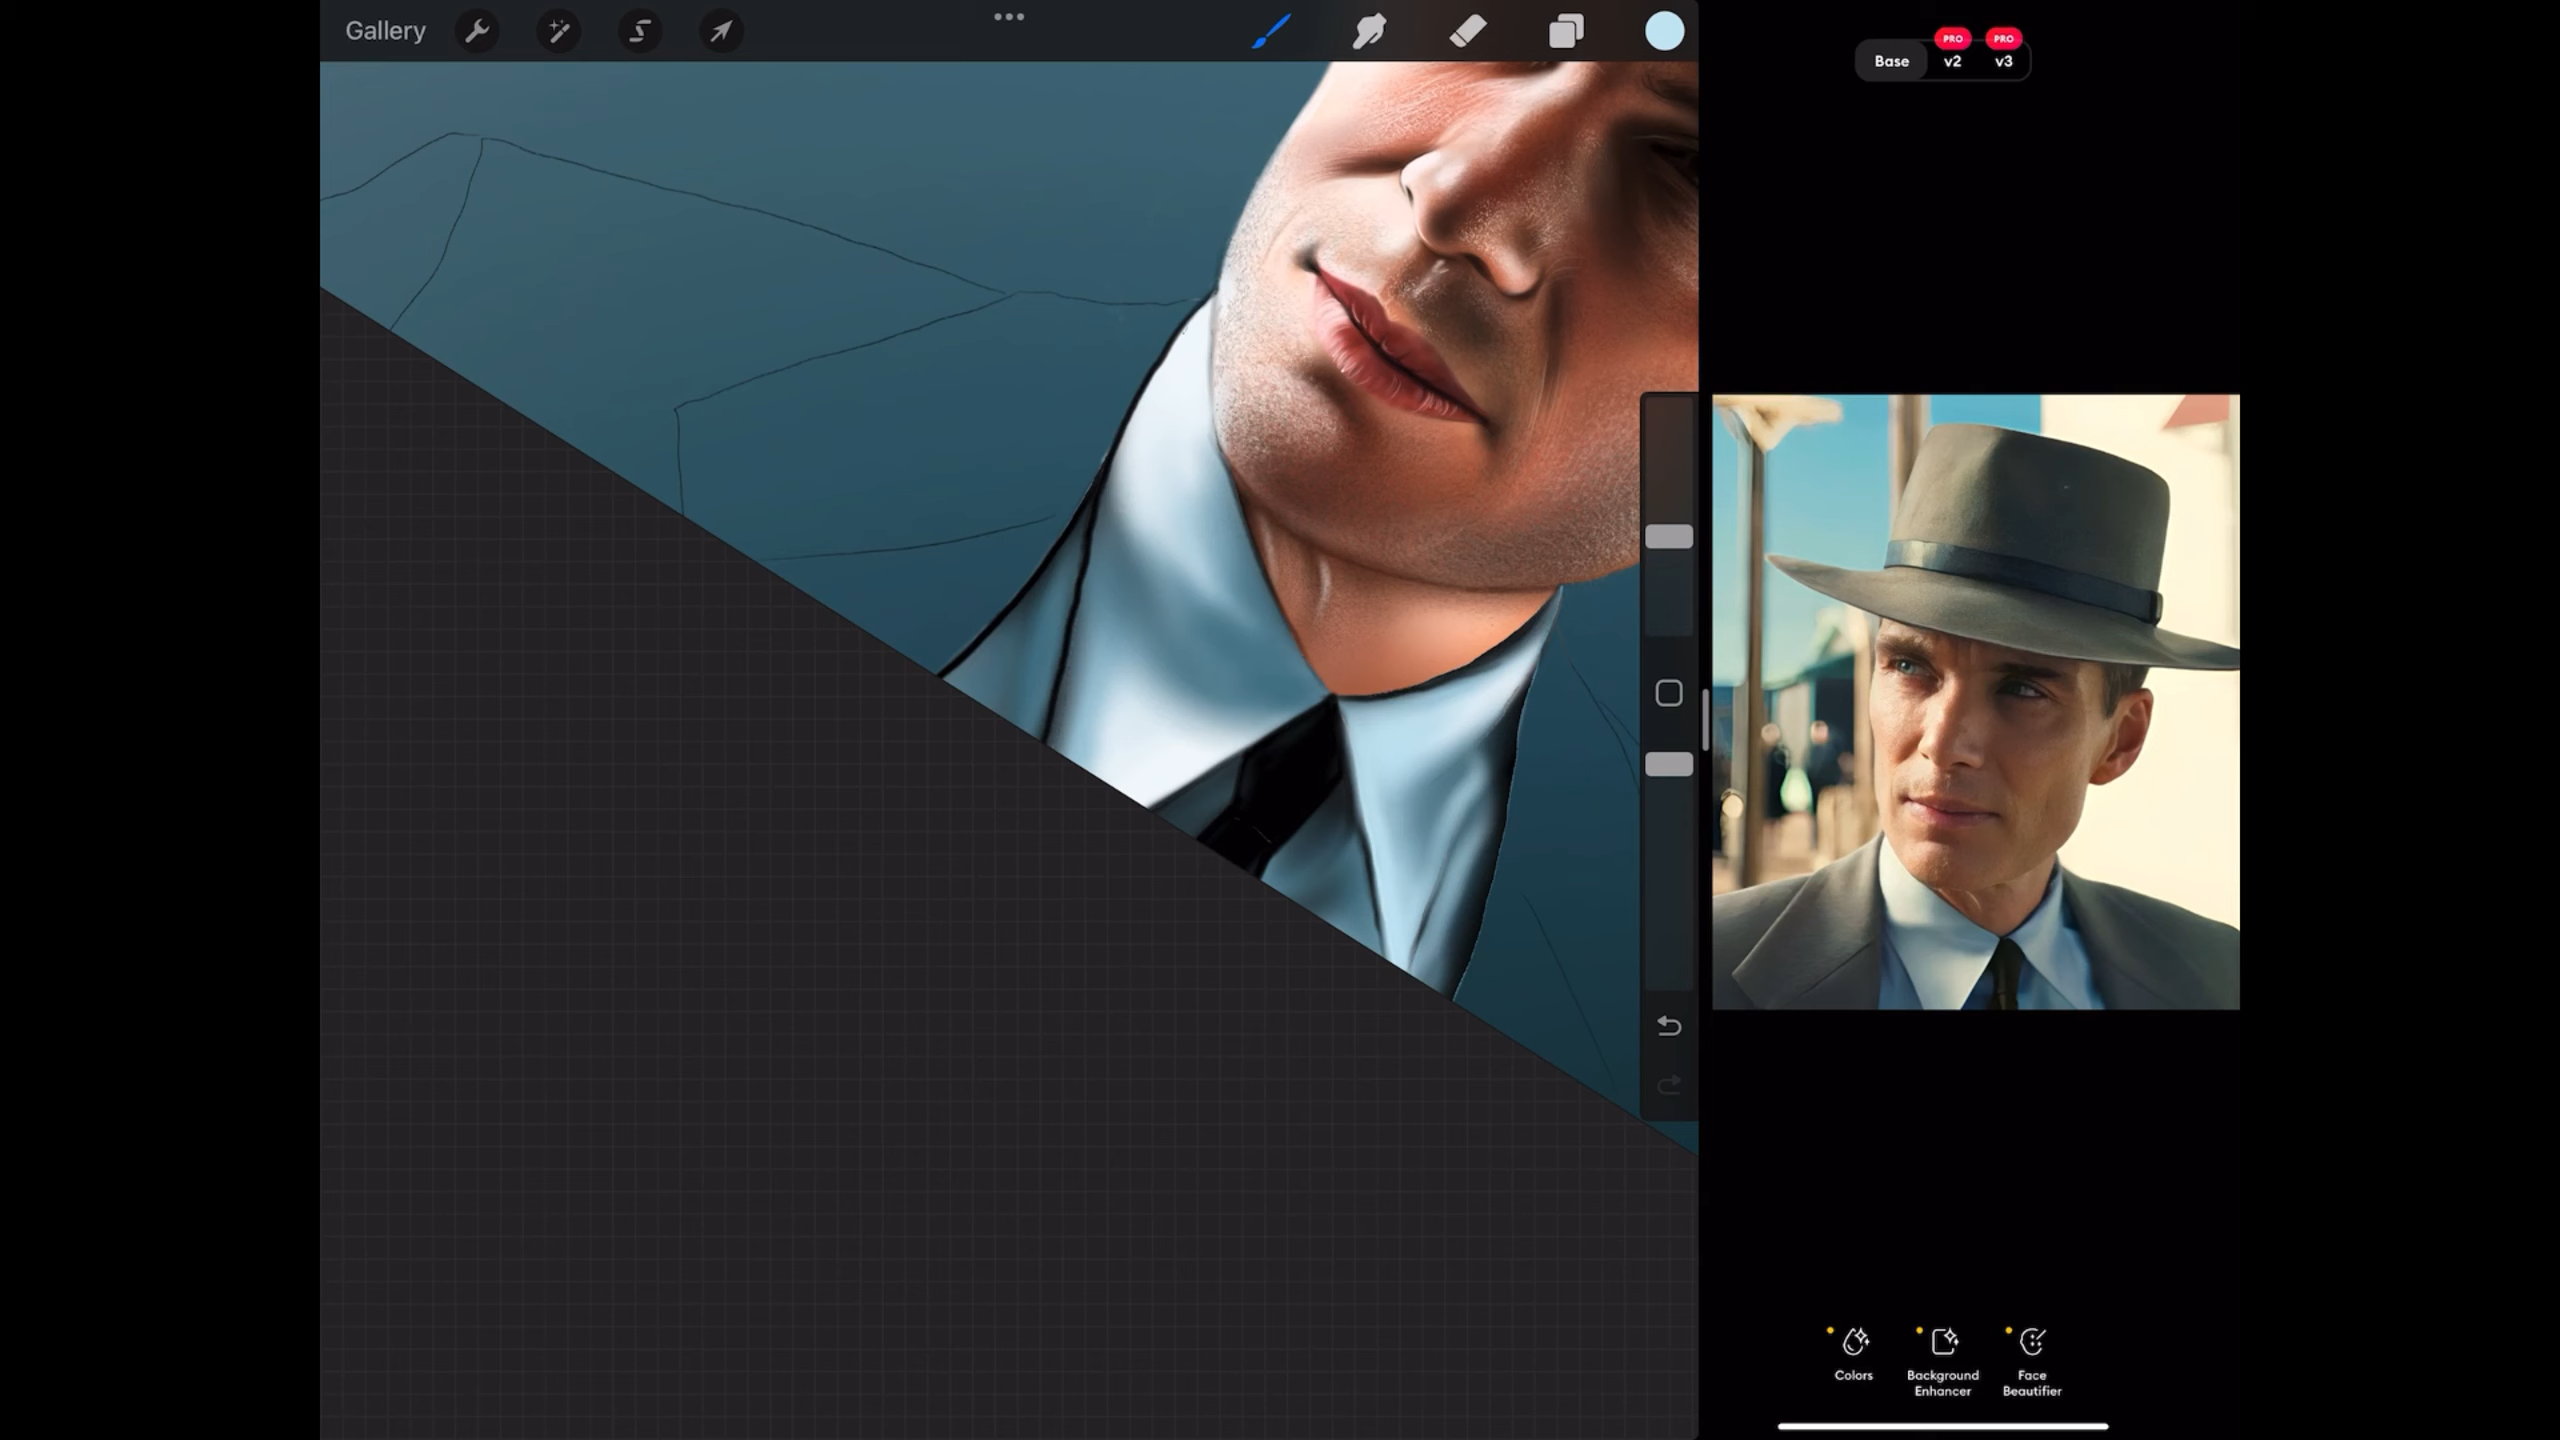 Gallery
PRO PRO
Base v2 v3
Colors
Background
Enhancer
Face
Beautifier